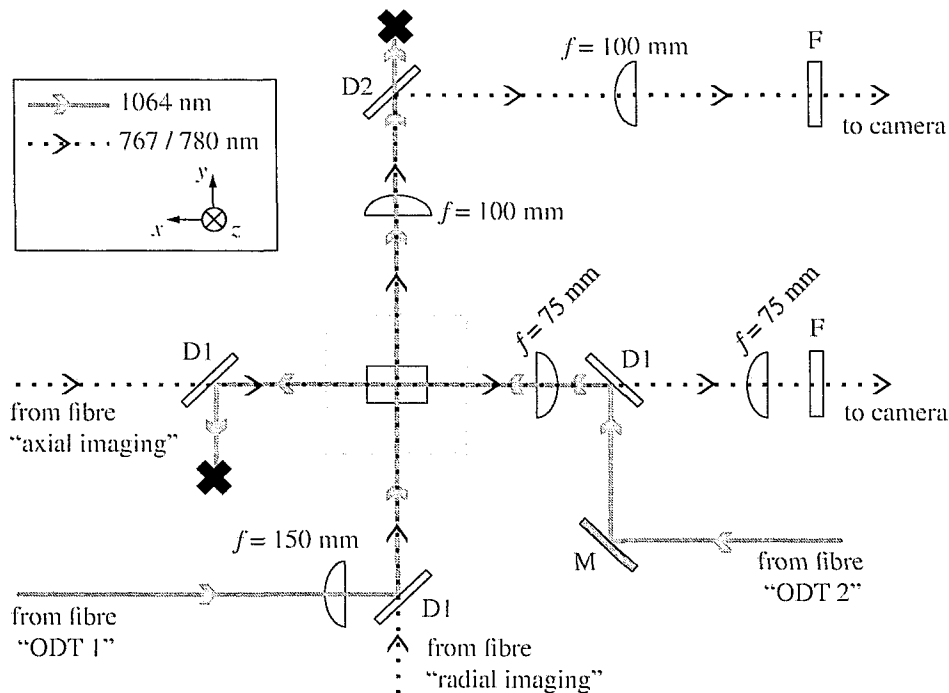 f = 100 mm
F
D2
to camera
1064 nm
767 / 780 nm
y
x
z
f = 100 mm
f = 75 mm
f = 75 mm
F
D1
D1
from fibre
“axial imaging”
to camera
f = 150 mm
M
from fibre
“ODT 2”
D1
from fibre
“ODT 1”
from fibre
“radial imaging”